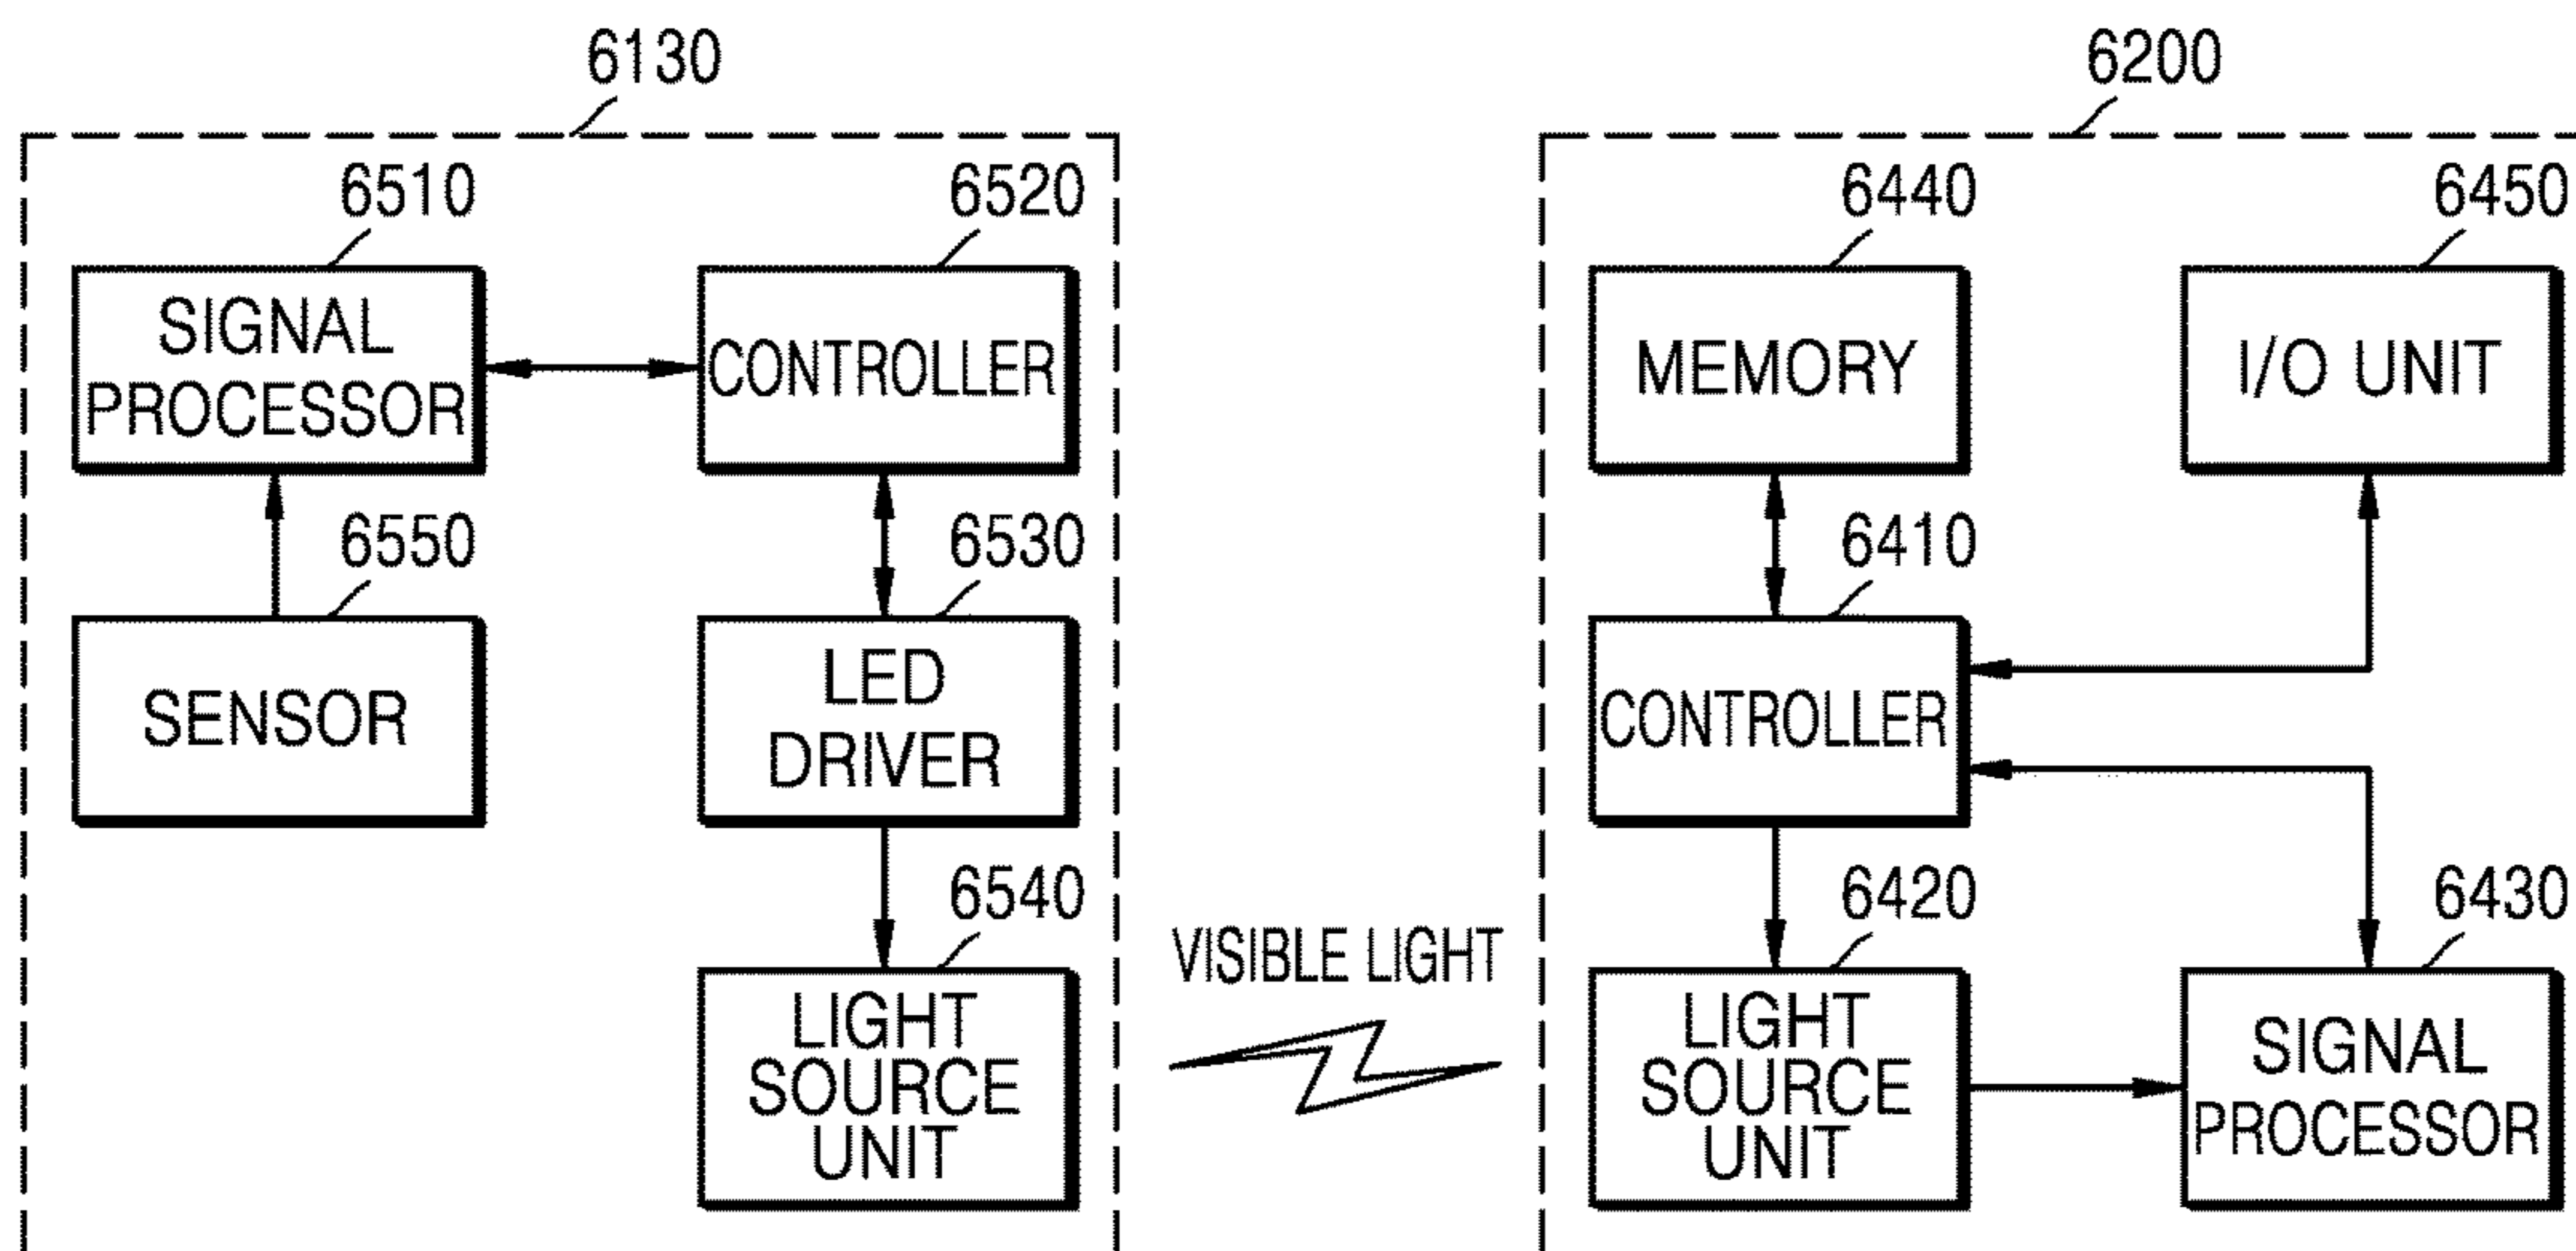 6130
6200
6510
6520
6440
6450
SIGNAL
PROCESSOR
CONTROLLER
MEMORY
I/O UNIT
6550
6530
6410
SENSOR
LED
DRIVER
CONTROLLER
6540
6420
6430
VISIBLE LIGHT
LIGHT
SOURCE
UNIT
LIGHT
SOURCE
UNIT
SIGNAL
PROCESSOR